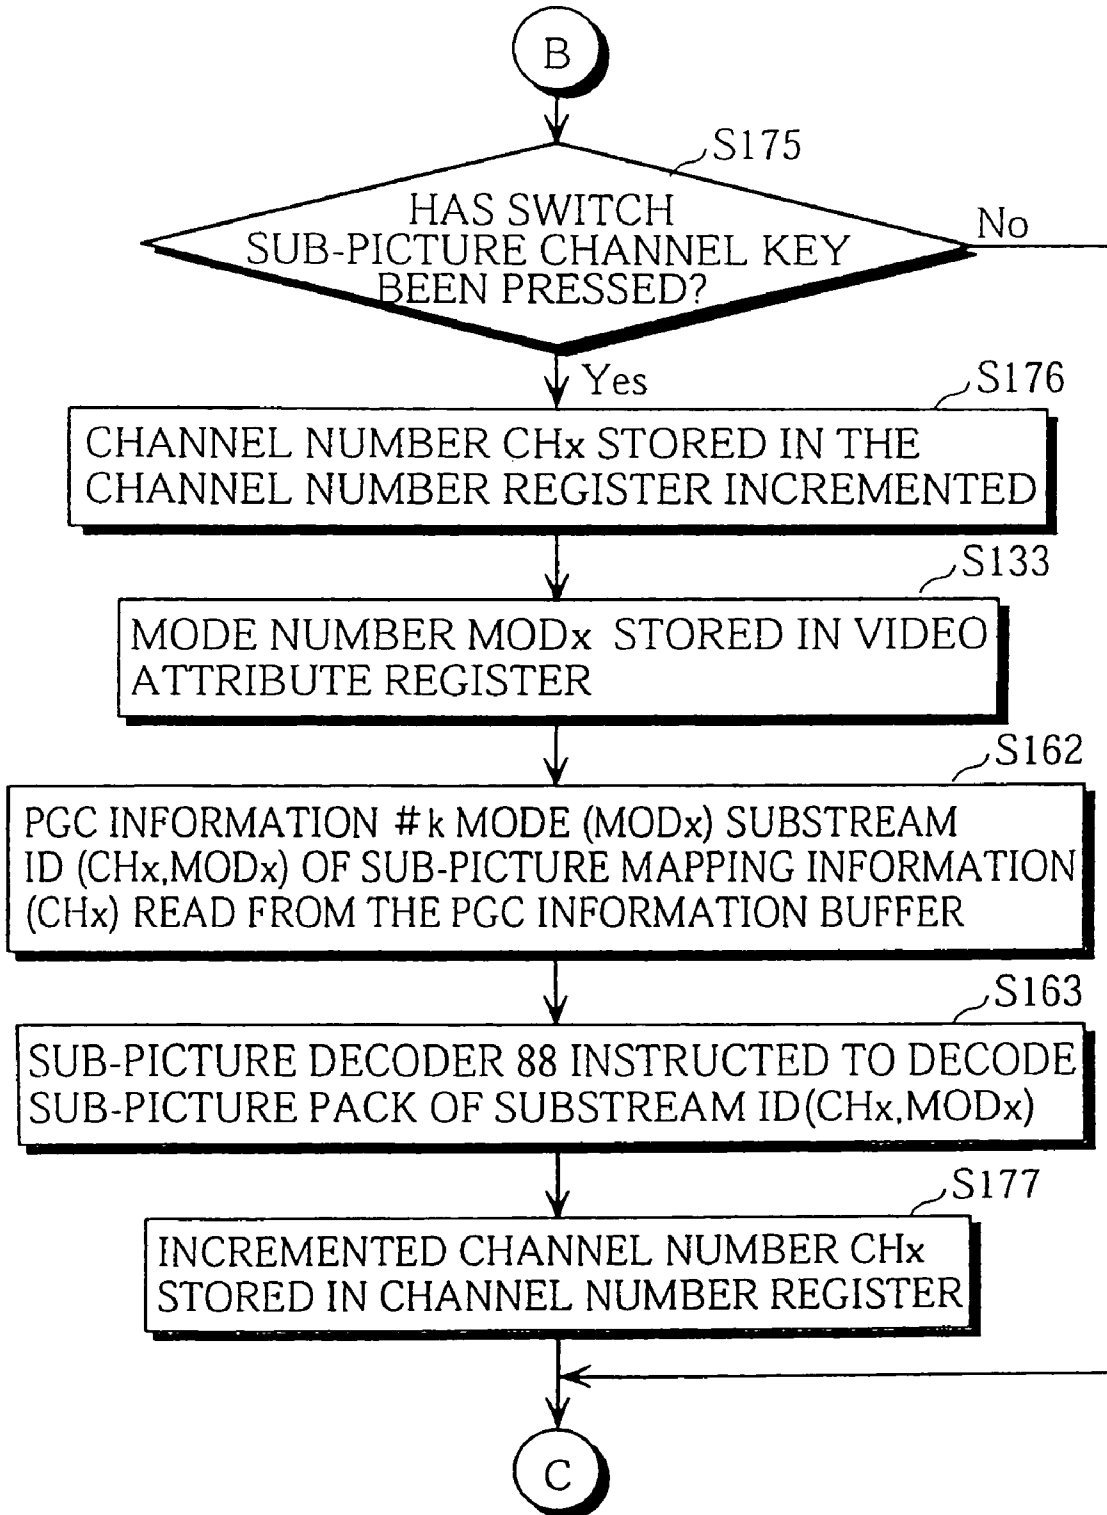 B
S175
HAS SWITCH
SUB-PICTURE CHANNEL KEY
BEEN PRESSED?
No
Yes
S176
CHANNEL NUMBER CHx STORED IN THE
CHANNEL NUMBER REGISTER INCREMENTED
S133
MODE NUMBER MODx STORED IN VIDEO
ATTRIBUTE REGISTER
S162
PGC INFORMATION #k MODE (MODx) SUBSTREAM
ID (CHx,MODx) OF SUB-PICTURE MAPPING INFORMATION
(CHx) READ FROM THE PGC INFORMATION BUFFER
S163
SUB-PICTURE DECODER 88 INSTRUCTED TO DECODE
SUB-PICTURE PACK OF SUBSTREAM ID(CHx,MODx)
S177
INCREMENTED CHANNEL NUMBER CHx
STORED IN CHANNEL NUMBER REGISTER
C